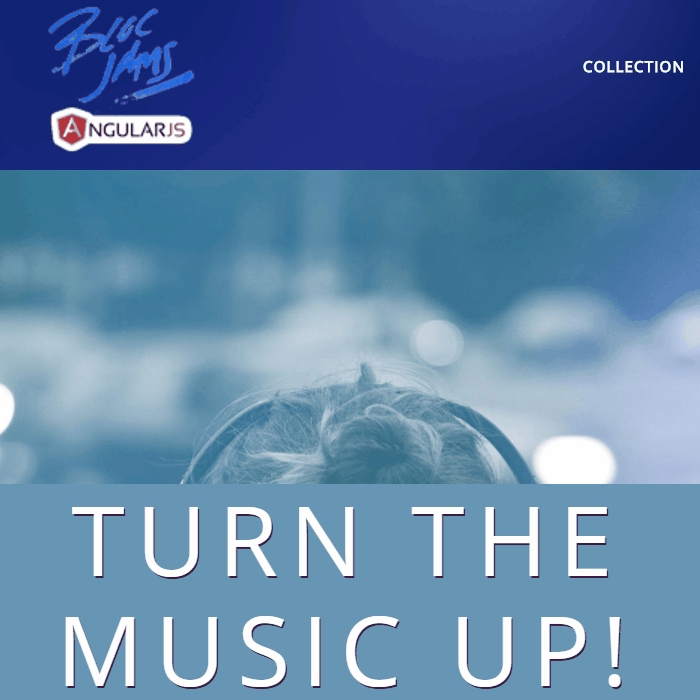 Bloc
Jams
ANGULARJS
COLLECTION
TURN THE
MUSIC UP!